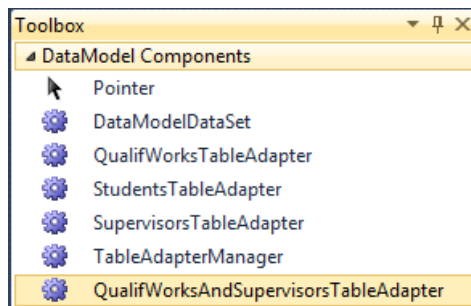 Toolbox
DataModel Components
Pointer
DataModelDataSet
QualifWorksTableAdapter
StudentsTableAdapter
SupervisorsTableAdapter
TableAdapterManager
QualifWorksAndSupervisorsTableAdapter